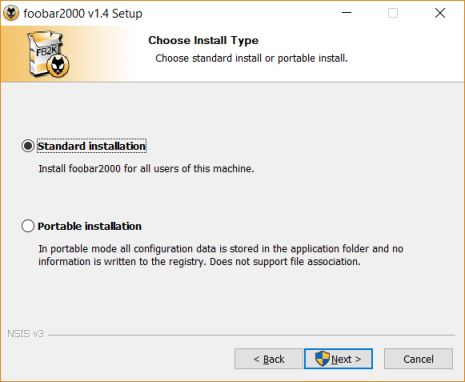 foobar2000 v1.4 Setup
Choose Install Type
Choose standard install or portable install.
FB2K
Standard installation
Install foobar2000 for all users of this machine.
Portable installation
In portable mode all configuration data is stored in the application folder and no
information is written to the registry. Does not support file association.
NSIS v3
< Back
Next >
Cancel